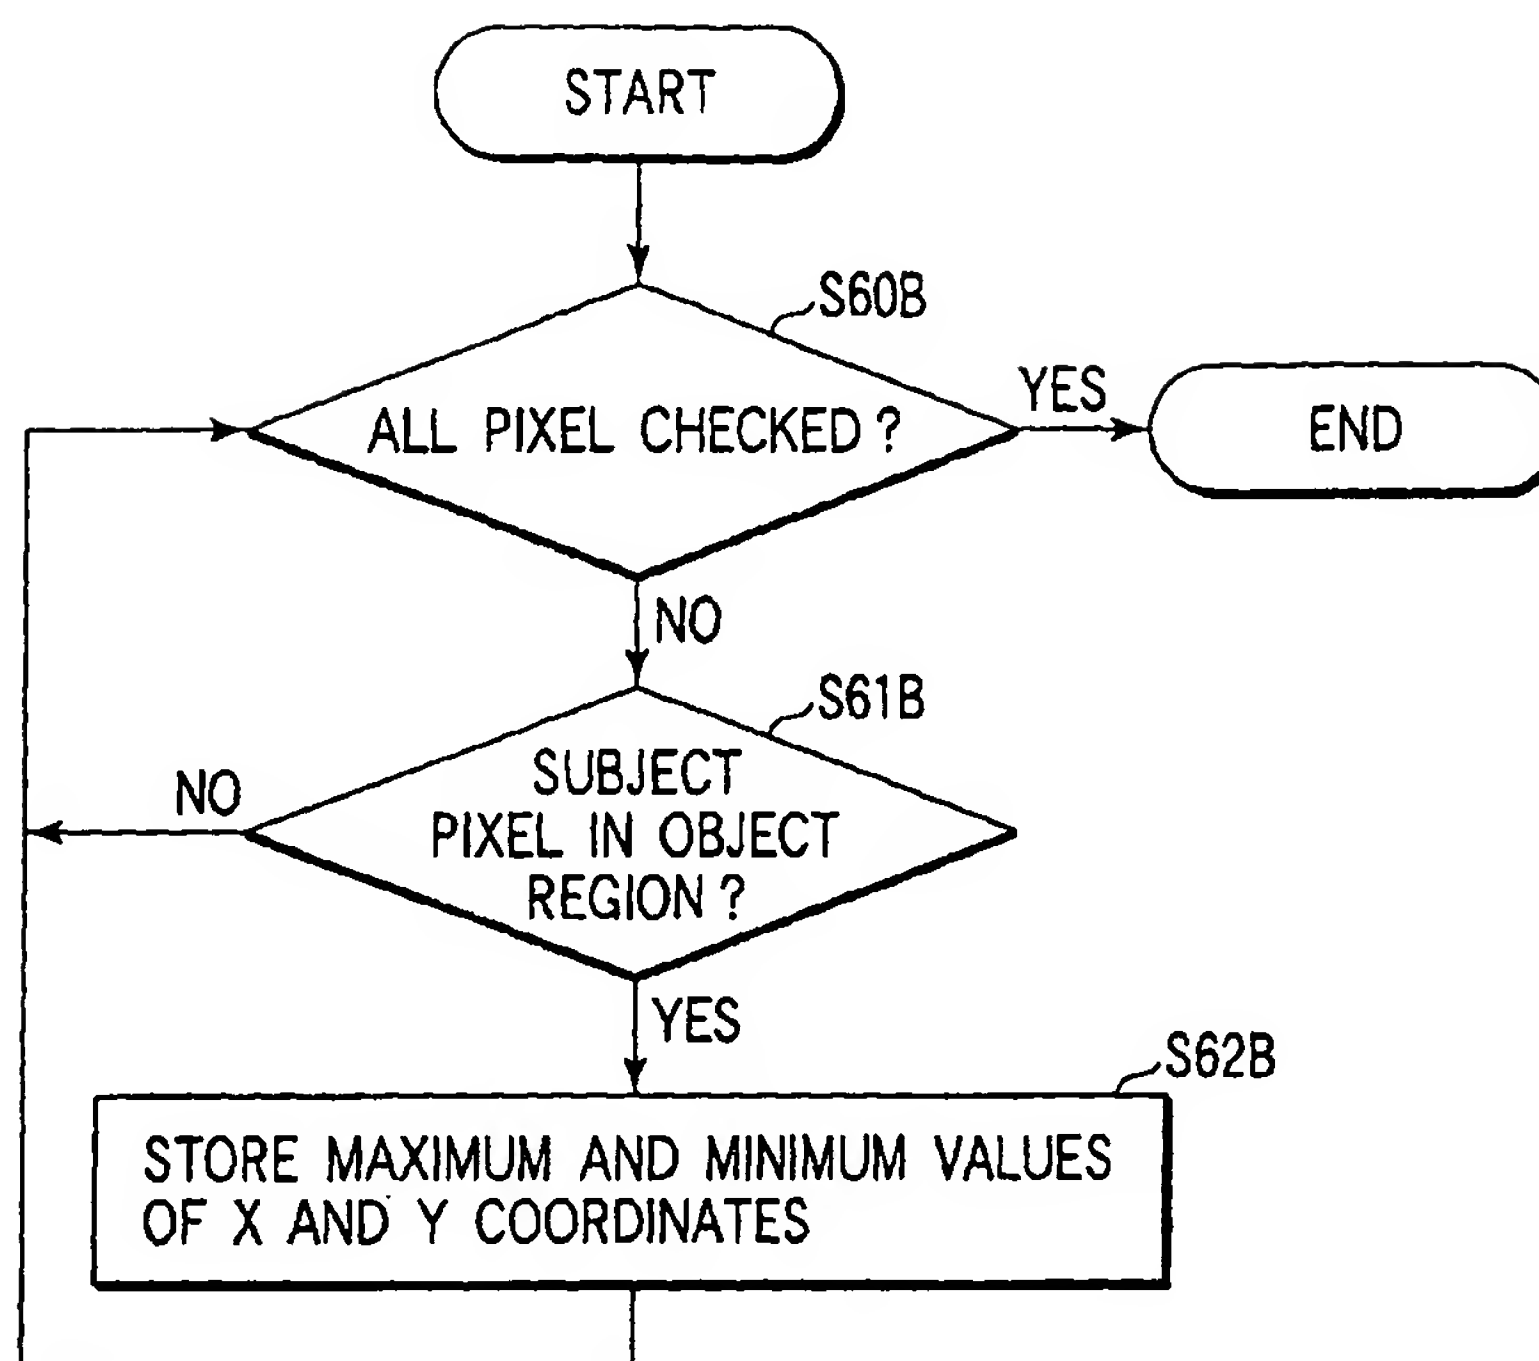 START
S60B
ALL PIXEL CHECKED ?
YES
END
NO
S61B
SUBJECT
PIXEL IN OBJECT
REGION ?
NO
YES
S62B
STORE MAXIMUM AND MINIMUM VALUES
OF X AND Y COORDINATES